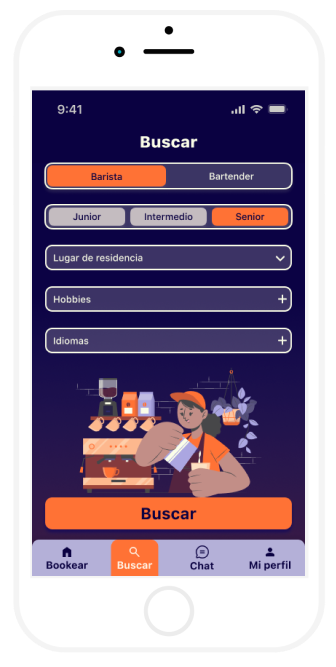 9:41
Buscar
Barista Bartender
Junior Intermedio Senior
Lugar de residencia
Hobbies
Idiomas
Buscar
Bookear Buscar Chat Mi perfil